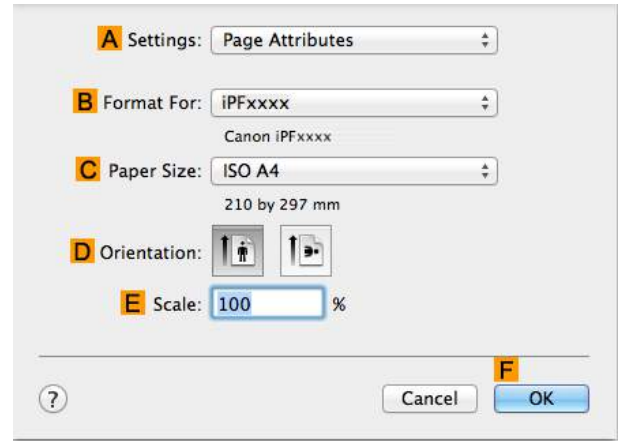 A Settings: Page Attributes
B Format For: iPFxxxx
Canon iPFxxxx
C Paper Size: ISO A4
210 by 297 mm
D Orientation:
E Scale: 100 %
F
? Cancel OK